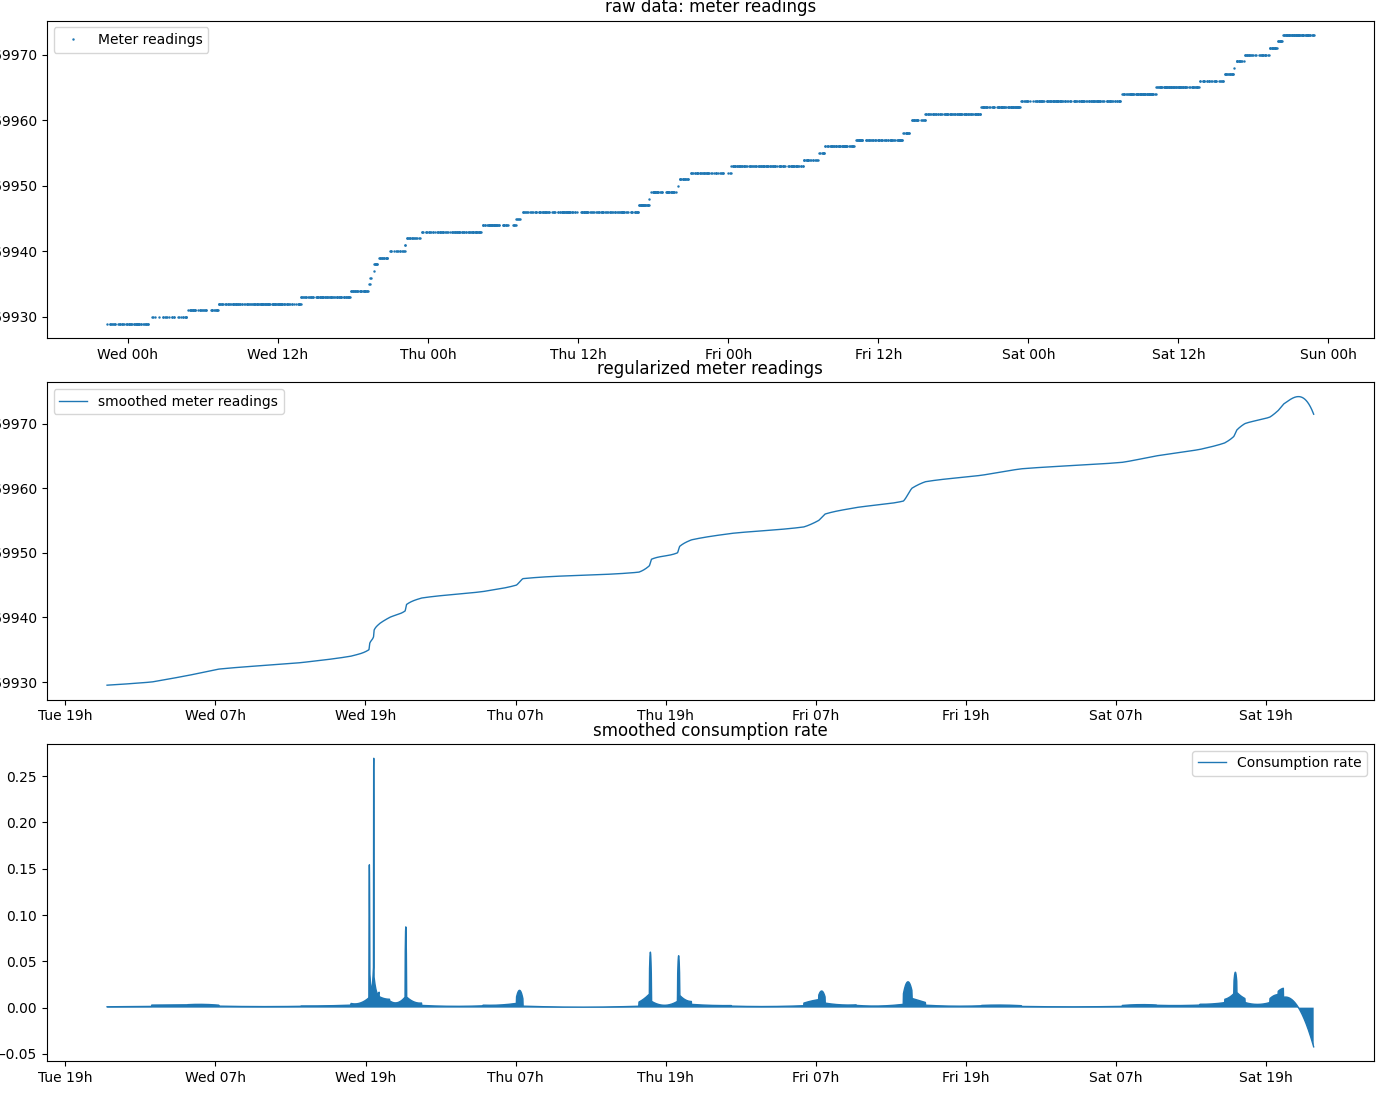 raw data: meter readings
Meter readings
9970
9960
9950
9940
9930
Wed 00h Wed 12h Thu 00h Thu 12h Fri 00h Fri 12h Sat 00h Sat 12h Sun 00h
regularized meter readings
smoothed meter readings
9970
9960
9950
9940
9930
Tue 19h Wed 07h Wed 19h Thu 07h Thu 19h Fri 07h Fri 19h Sat 07h Sat 19h
smoothed consumption rate
Consumption rate
0.25
0.20
0.15
0.10
0.05
0.00
−0.05
Tue 19h Wed 07h Wed 19h Thu 07h Thu 19h Fri 07h Fri 19h Sat 07h Sat 19h